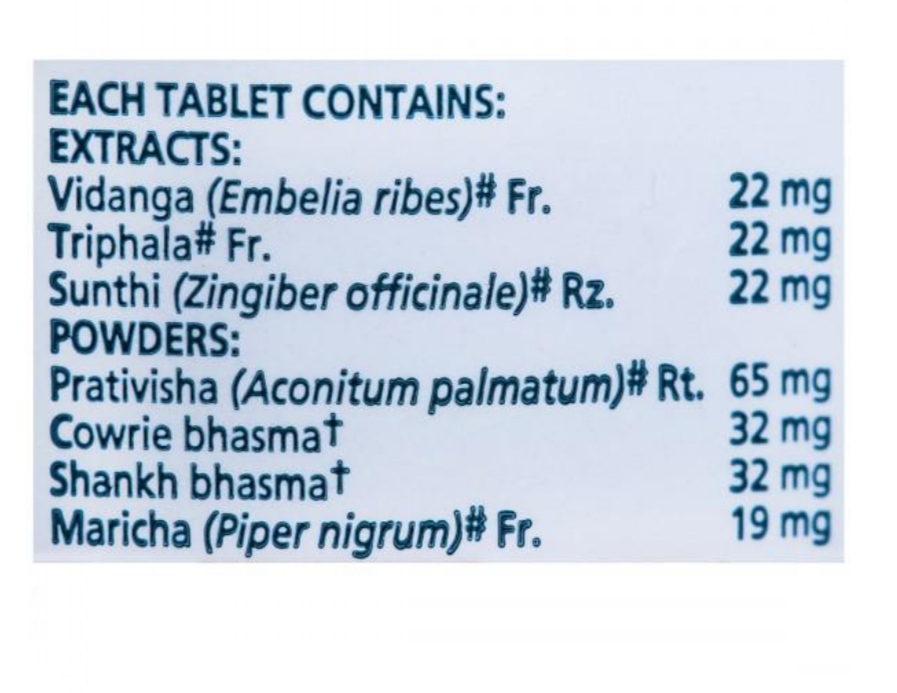 EACH TABLET CONTAINS:
EXTRACTS:
Vidanga (Embelia ribes)# Fr. 22 mg
Triphala# Fr. 22 mg
Sunthi (Zingiber officinale)# Rz. 22 mg
POWDERS:
Prativisha (Aconitum palmatum)# Rt. 65 mg
Cowrie bhasma† 32 mg
Shankh bhasma† 32 mg
Maricha (Piper nigrum)# Fr. 19 mg